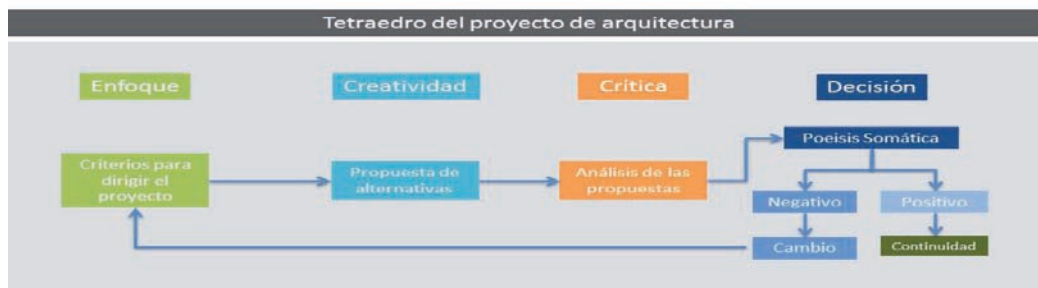 Tetraedro del proyecto de arquitectura
Enfoque
Creatividad
Crítica
Decisión
Poeisis Somática
Criterios para
dirigir el
proyecto
Propuesta de
alternativas
Análisis de las
propuestas
Negativo
Positivo
Cambio
Continuidad